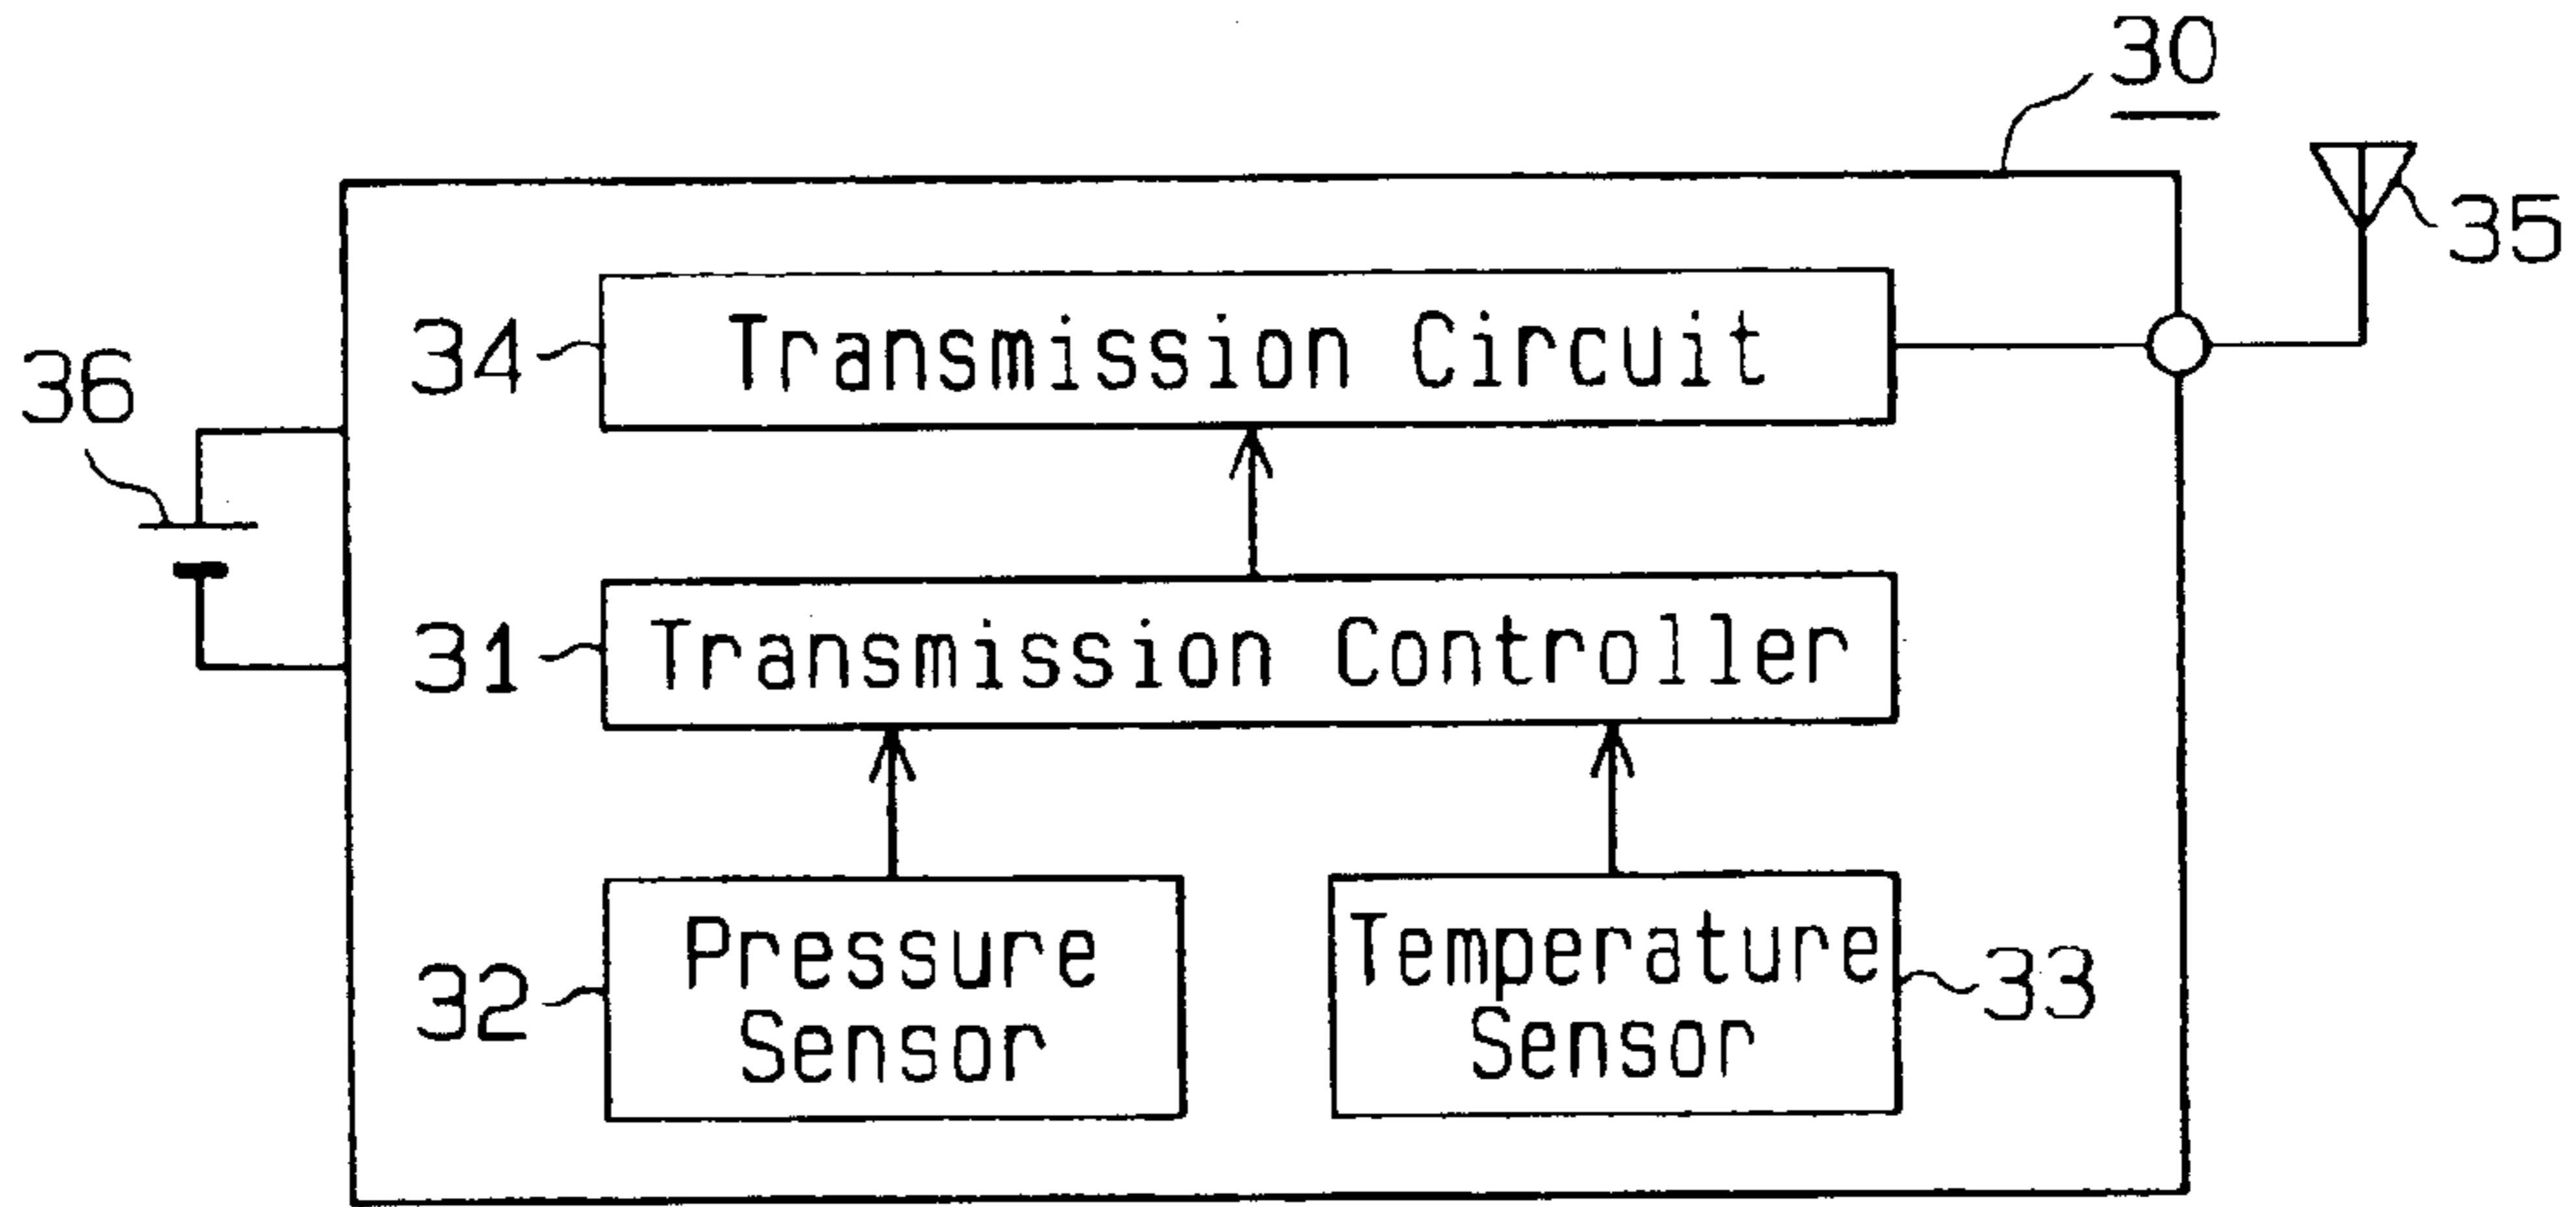 30
35
34
Transmission Circuit
36
31
Transmission Controller
32
Pressure
Sensor
Temperature
Sensor
33